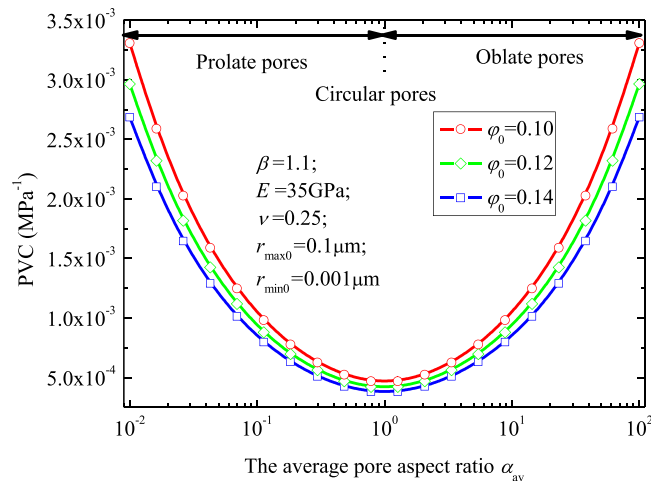 3.5x10⁻³
3.0x10⁻³
2.5x10⁻³
2.0x10⁻³
1.5x10⁻³
1.0x10⁻³
5.0x10⁻⁴
PVC (MPa⁻¹)
Prolate pores
Oblate pores
Circular pores
φ₀=0.10
φ₀=0.12
φ₀=0.14
β=1.1;
E=35GPa;
ν=0.25;
r_max0=0.1μm;
r_min0=0.001μm
10⁻² 10⁻¹ 10⁰ 10¹ 10²
The average pore aspect ratio α_av